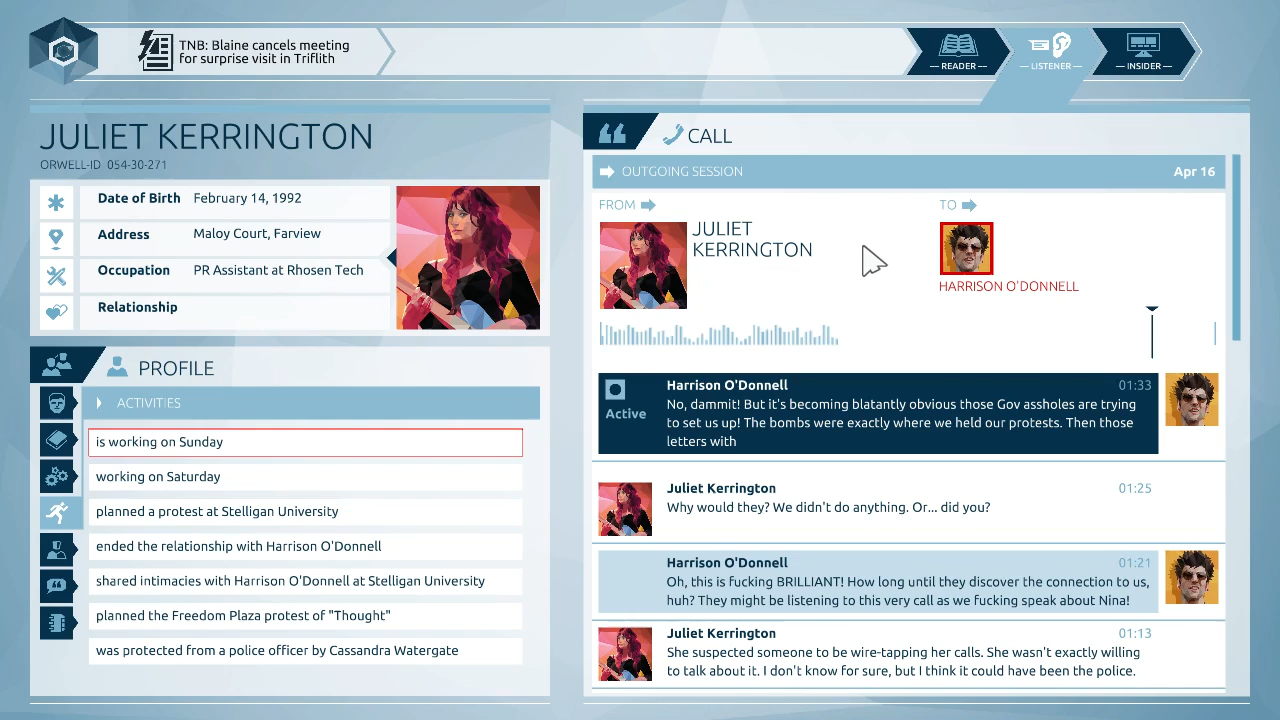 TNB: Blaine cancels meeting
for surprise visit in Triflith
— READER —
— LISTENER —
— INSIDER —
JULIET KERRINGTON
ORWELL-ID 054-30-271
Date of Birth February 14, 1992
Address Maloy Court, Farview
Occupation PR Assistant at Rhosen Tech
Relationship
PROFILE
ACTIVITIES
is working on Sunday
working on Saturday
planned a protest at Stelligan University
ended the relationship with Harrison O'Donnell
shared intimacies with Harrison O'Donnell at Stelligan University
planned the Freedom Plaza protest of "Thought"
was protected from a police officer by Cassandra Watergate
CALL
OUTGOING SESSION Apr 16
FROM
TO
JULIET
KERRINGTON
HARRISON O'DONNELL
Active
Harrison O'Donnell 01:33
No, dammit! But it's becoming blatantly obvious those Gov assholes are trying
to set us up! The bombs were exactly where we held our protests. Then those
letters with
Juliet Kerrington 01:25
Why would they? We didn't do anything. Or... did you?
Harrison O'Donnell 01:21
Oh, this is fucking BRILLIANT! How long until they discover the connection to us,
huh? They might be listening to this very call as we fucking speak about Nina!
Juliet Kerrington 01:13
She suspected someone to be wire-tapping her calls. She wasn't exactly willing
to talk about it. I don't know for sure, but I think it could have been the police.